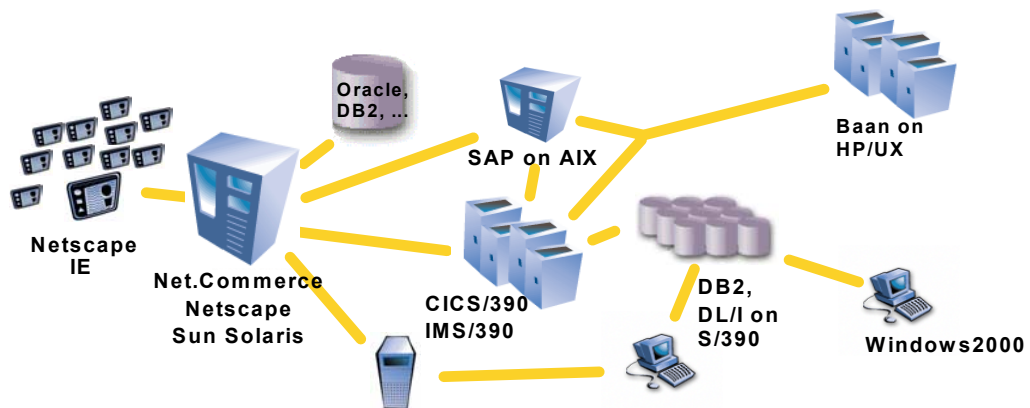 Oracle,
DB2, ...
SAP on AIX
Baan on
HP/UX
Netscape
IE
Net.Commerce
Netscape
Sun Solaris
CICS/390
IMS/390
DB2,
DL/I on
S/390
Windows2000